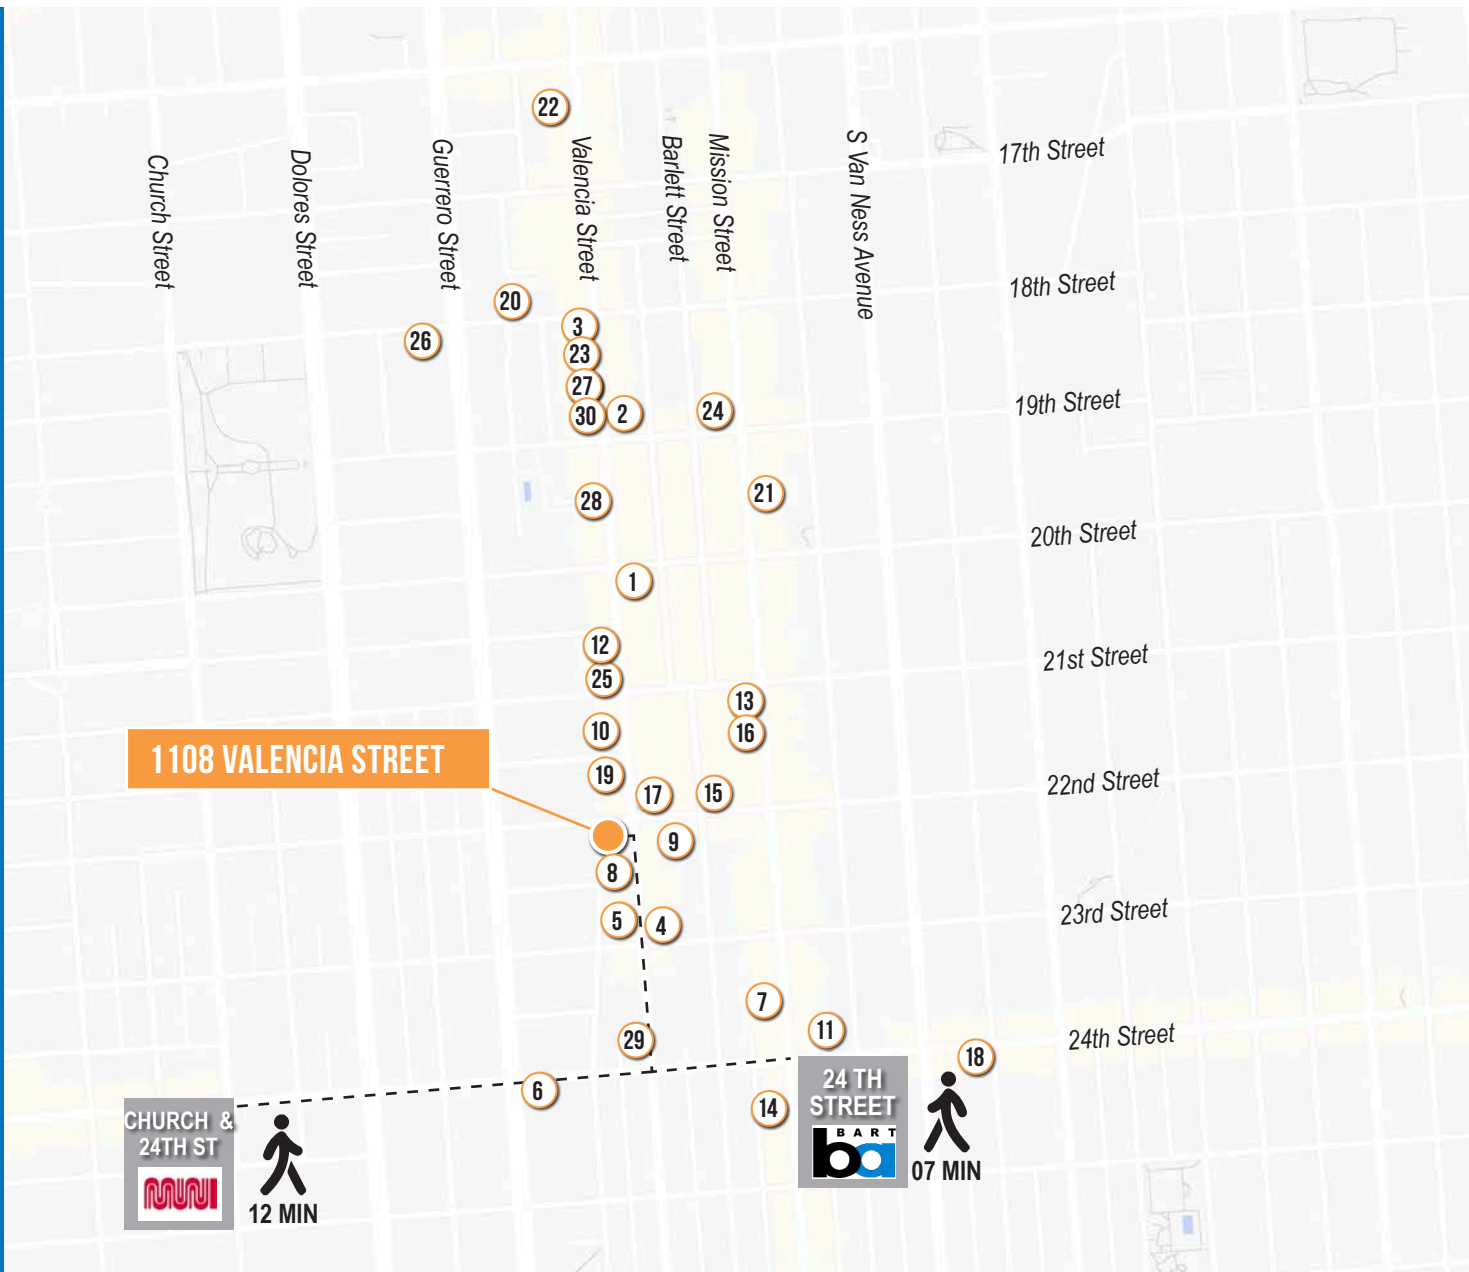 22
17th Street
Church Street
Dolores Street
Guerrero Street
Valencia Street
Barlett Street
Mission Street
S Van Ness Avenue
18th Street
20
3
26
23
27
30
2
24
19th Street
28
21
20th Street
1
12
25
21st Street
13
10
16
1108 VALENCIA STREET
19
17
15
22nd Street
9
8
5
4
23rd Street
7
29
11
24th Street
18
6
14
24 TH
STREET
BART
ba
07 MIN
CHURCH &
24TH ST
MUNI
12 MIN